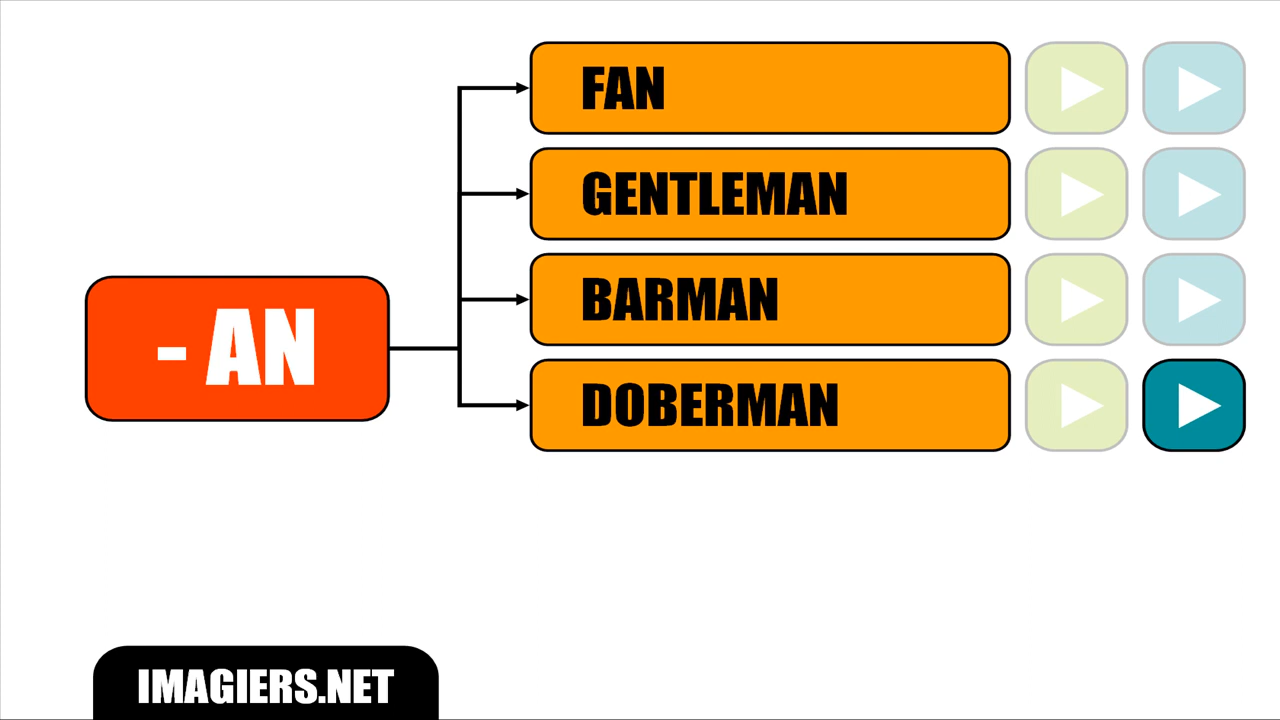 FAN
GENTLEMAN
BARMAN
- AN
DOBERMAN
IMAGIERS.NET